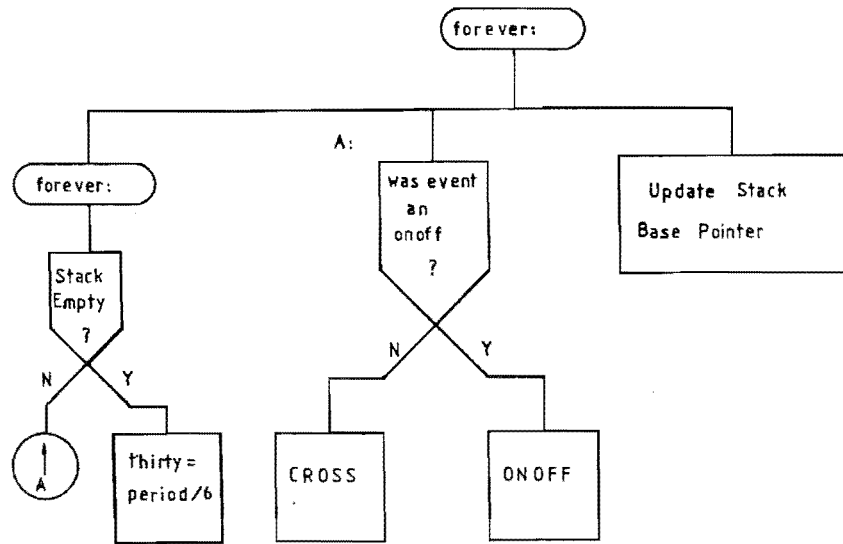 forever:
A:
forever:
was event
an
onoff
?
Update Stack
Base Pointer
Stack
Empty
?
N
Y
N
Y
A
thirty=
period/6
CROSS
ONOFF